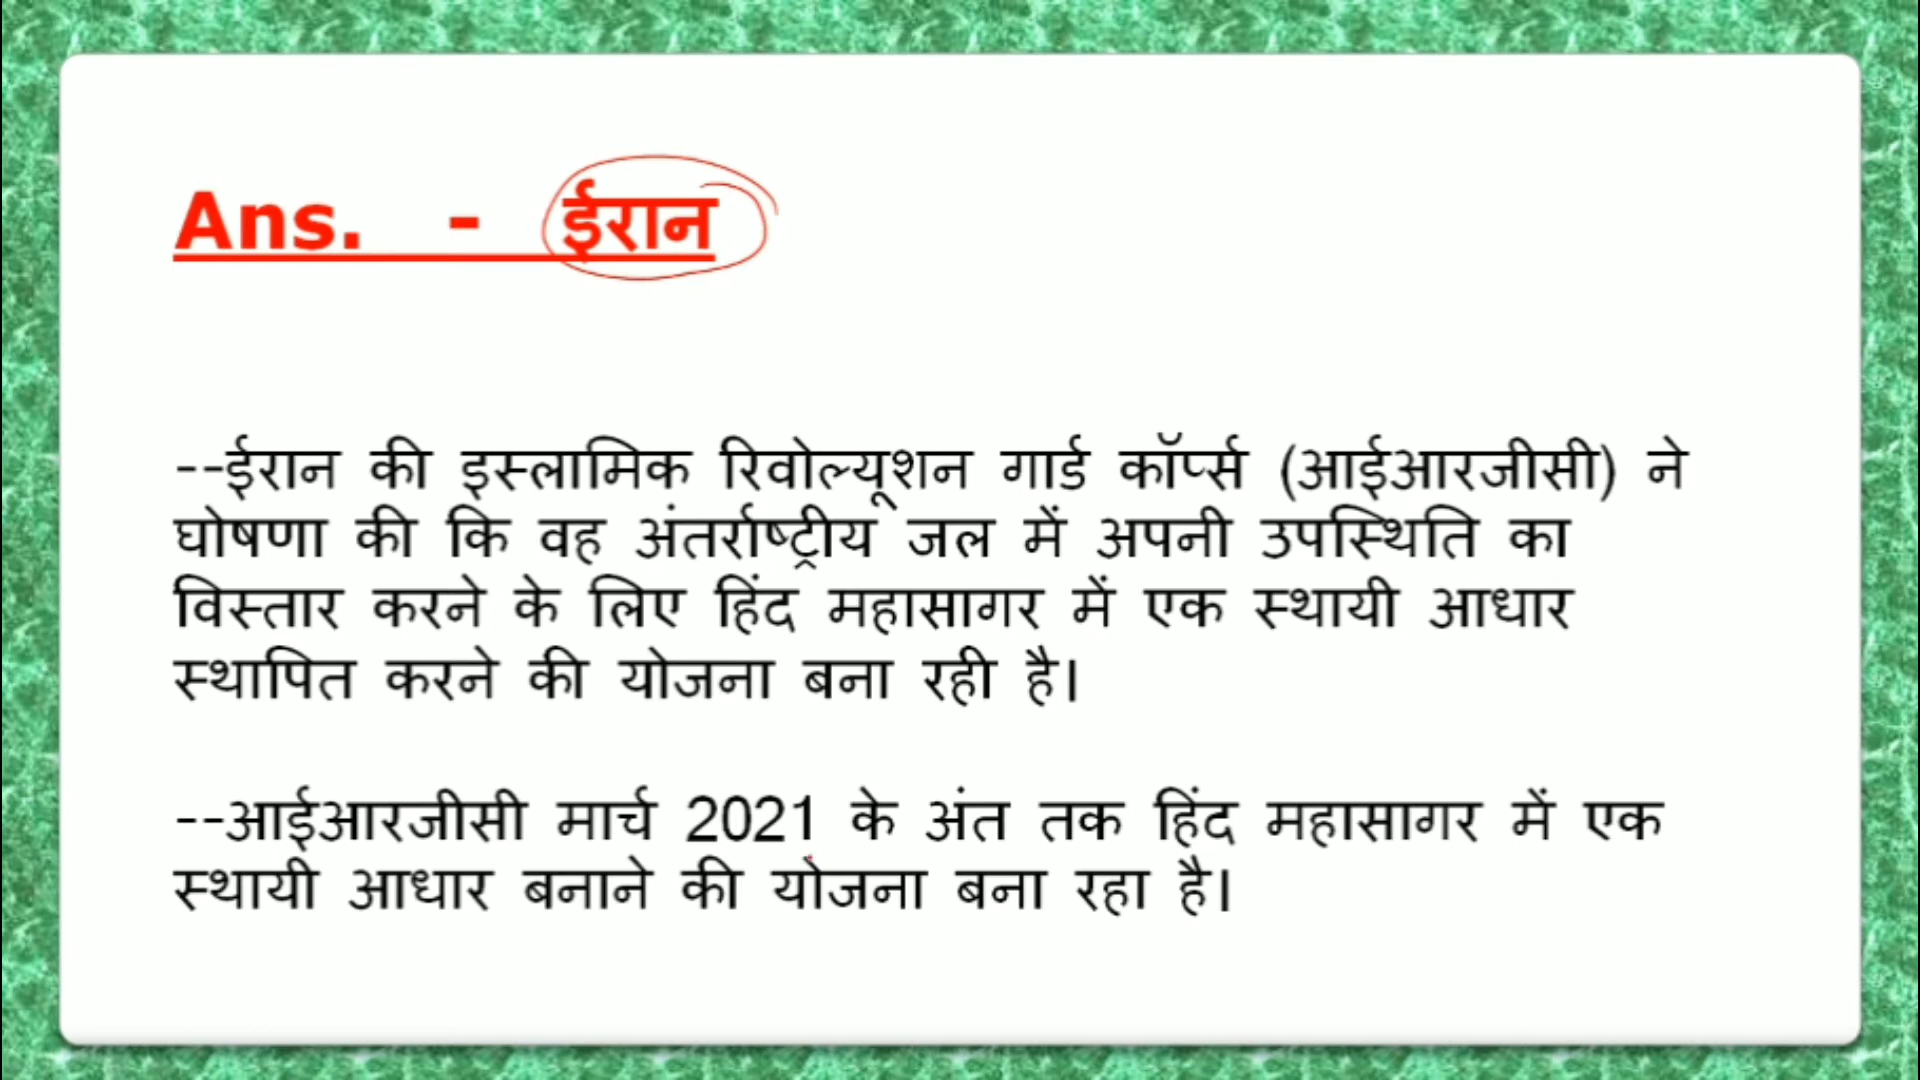 Ans. - ईरान
--ईरान की इस्लामिक रिवोल्यूशन गार्ड कॉर्प्स (आईआरजीसी) ने
घोषणा की कि वह अंतर्राष्ट्रीय जल में अपनी उपस्थिति का
विस्तार करने के लिए हिंद महासागर में एक स्थायी आधार
स्थापित करने की योजना बना रही है।
--आईआरजीसी मार्च 2021 के अंत तक हिंद महासागर में एक
स्थायी आधार बनाने की योजना बना रहा है।